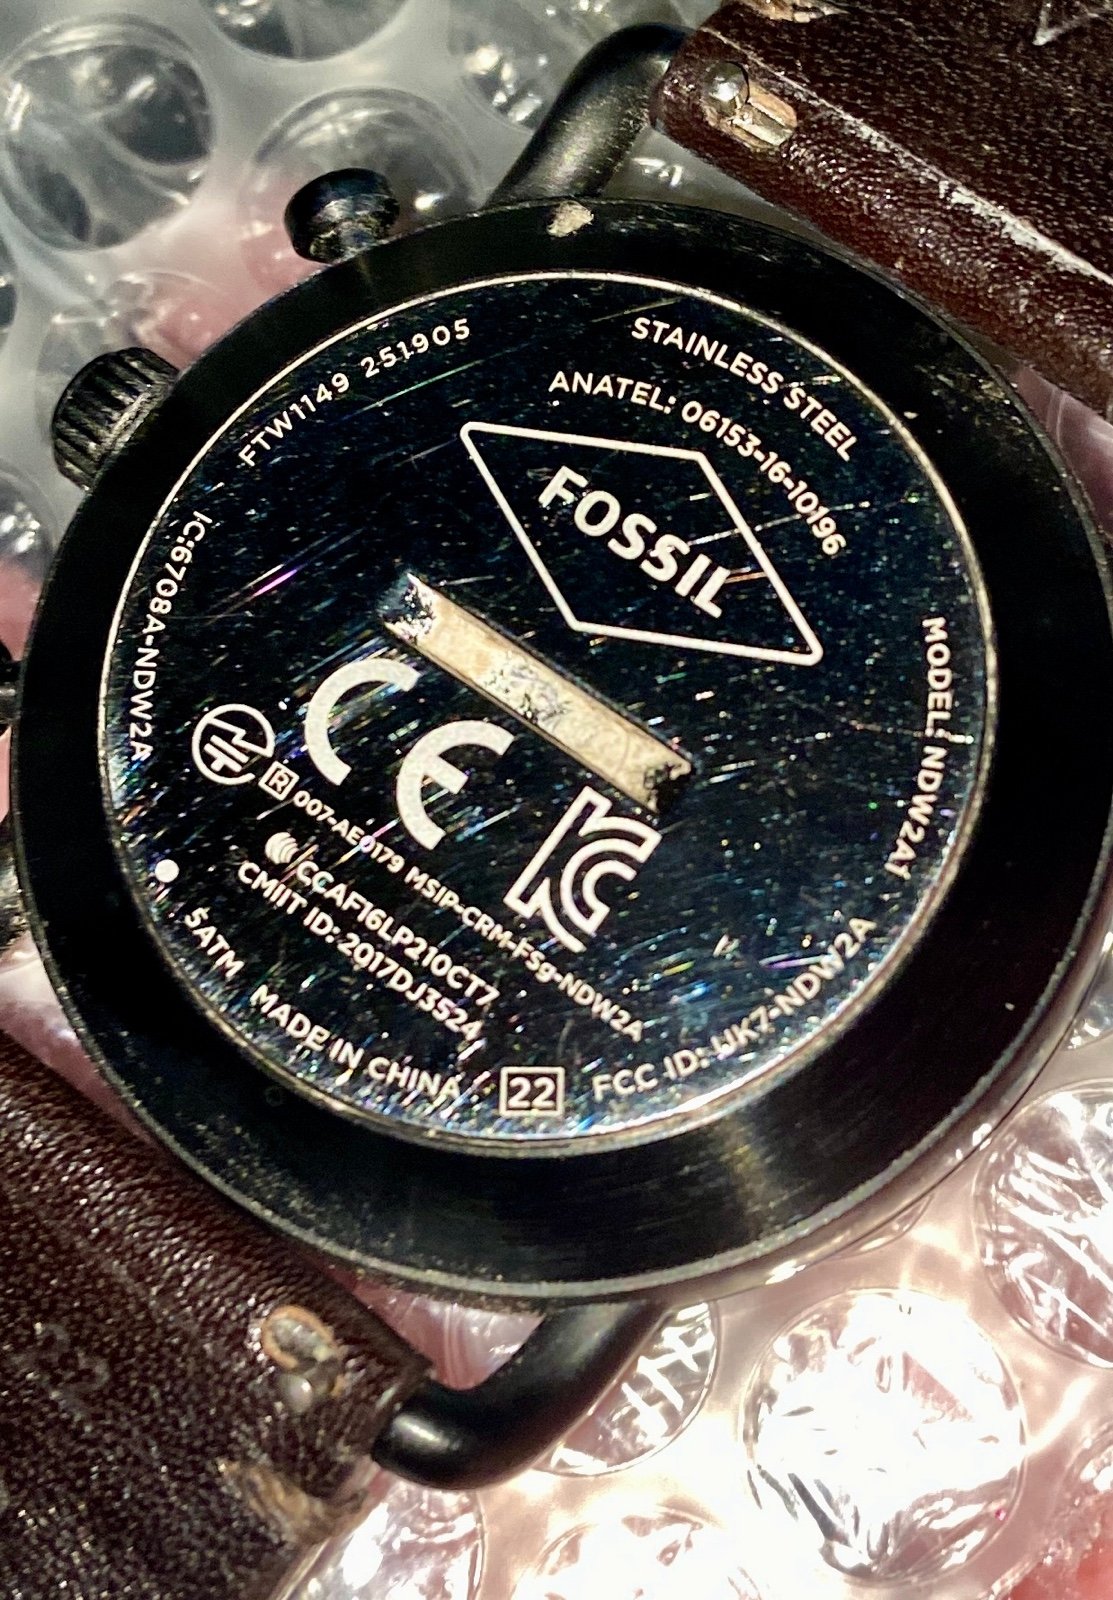 STAINLESS STEEL
ANATEL: 06153-16-10196
FOSSIL
FTW1149 251905
IC:6708A-NDW2A
MODEL: NDW2A1
CE
KC
R 007-AE0179 MSIP-CRM-FSg-NDW2A
CCAF16LP210CT7
CMIIT ID: 2017DJ3524
5ATM
MADE IN CHINA
22
FCC ID: UK7-NDW2A